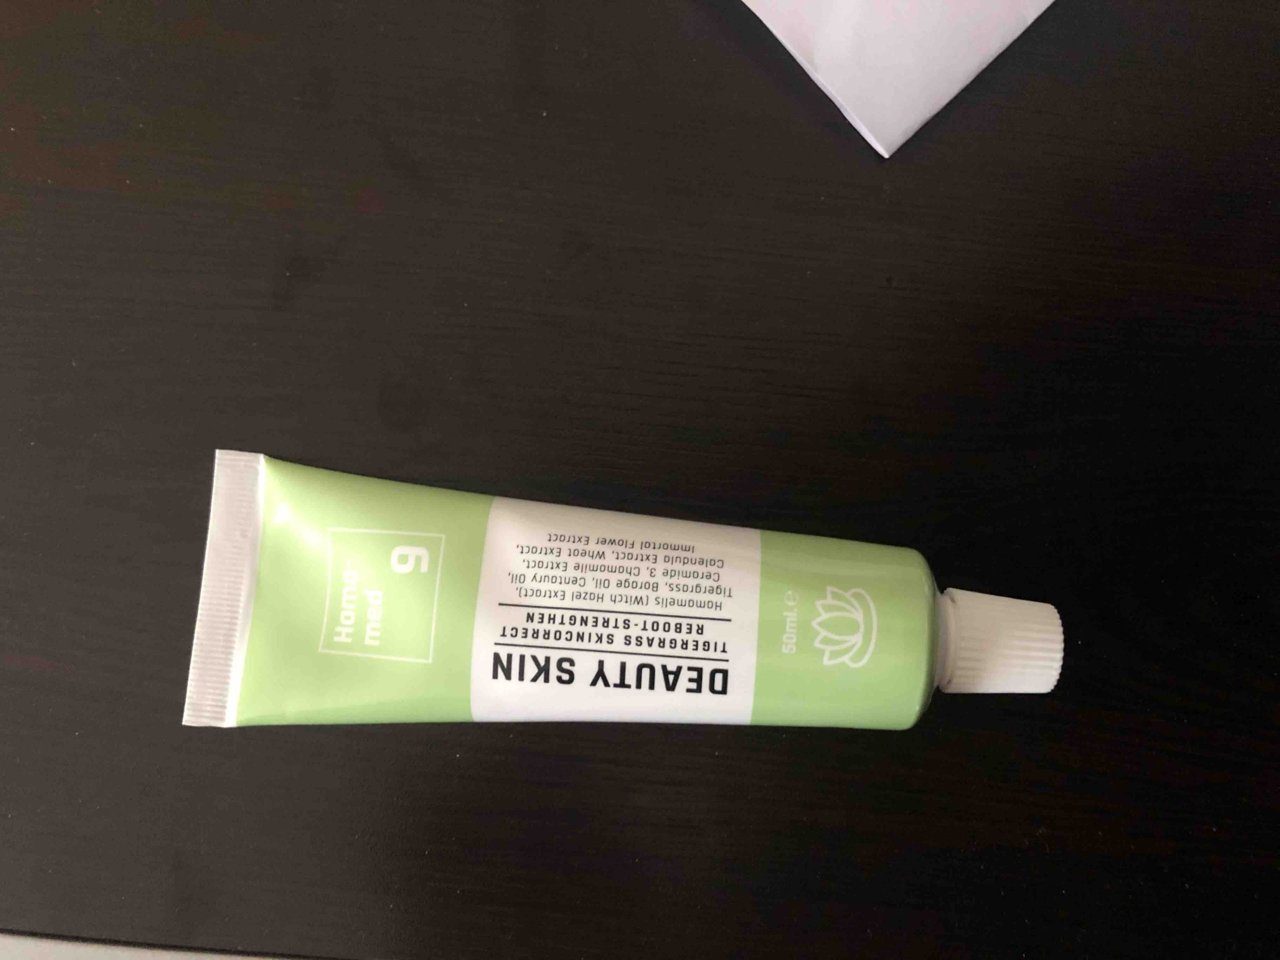 Hama
med
9
DEAUTY SKIN
TIGERGRASS SKINCORRECT
REBOOT-STRENGTHEN
Hamamelis (Witch Hazel Extract),
Tigergrass, Borage Oil, Centaury Oil,
Ceramide 3, Chamomile Extract,
Calendula Extract, Wheat Extract,
Immortal Flower Extract
50ml. ℮